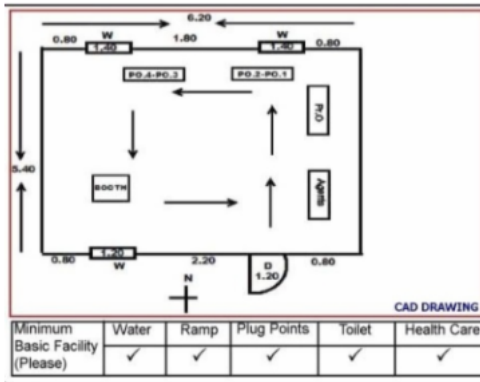 6.20
W
W
0.80
1.40
1.80
1.40
0.80
PO.4-PO.3
PO.2-PO.1
Pr.O
5.40
BOOTH
Agents
0.80
1.20
2.20
D
1.20
0.80
W
N
CAD DRAWING
Minimum Basic Facility (Please)
Water
Ramp
Plug Points
Toilet
Health Care
✓ ✓ ✓ ✓ ✓